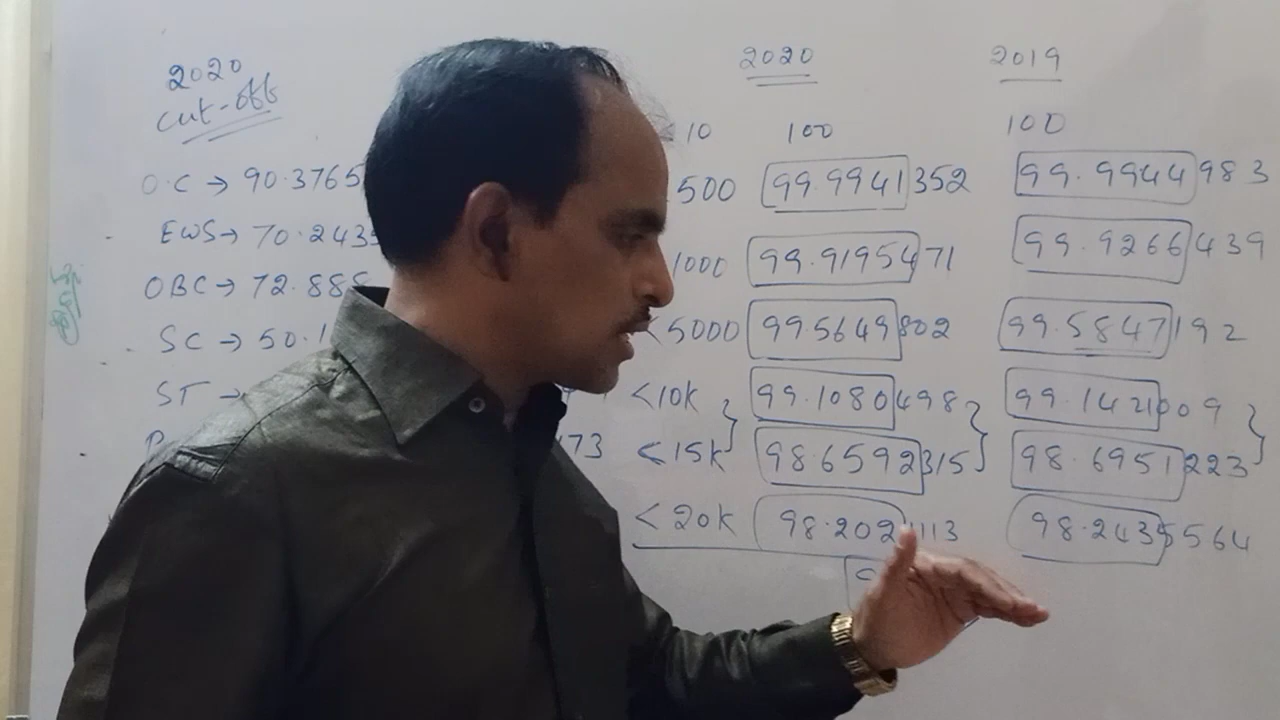 2020
cut-off
O.C → 90.3765
EWS → 70.243
OBC → 72.88
SC → 50.1
ST →
73
2020 2019
10 100 100
500 99.9941352 99.9944983
1000 99.9195471 99.9266439
<5000 99.5649802 99.5847192
<10k 99.1080498 99.1421009
<15k 98.6592315 98.6951223
<20k 98.202113 98.2435564